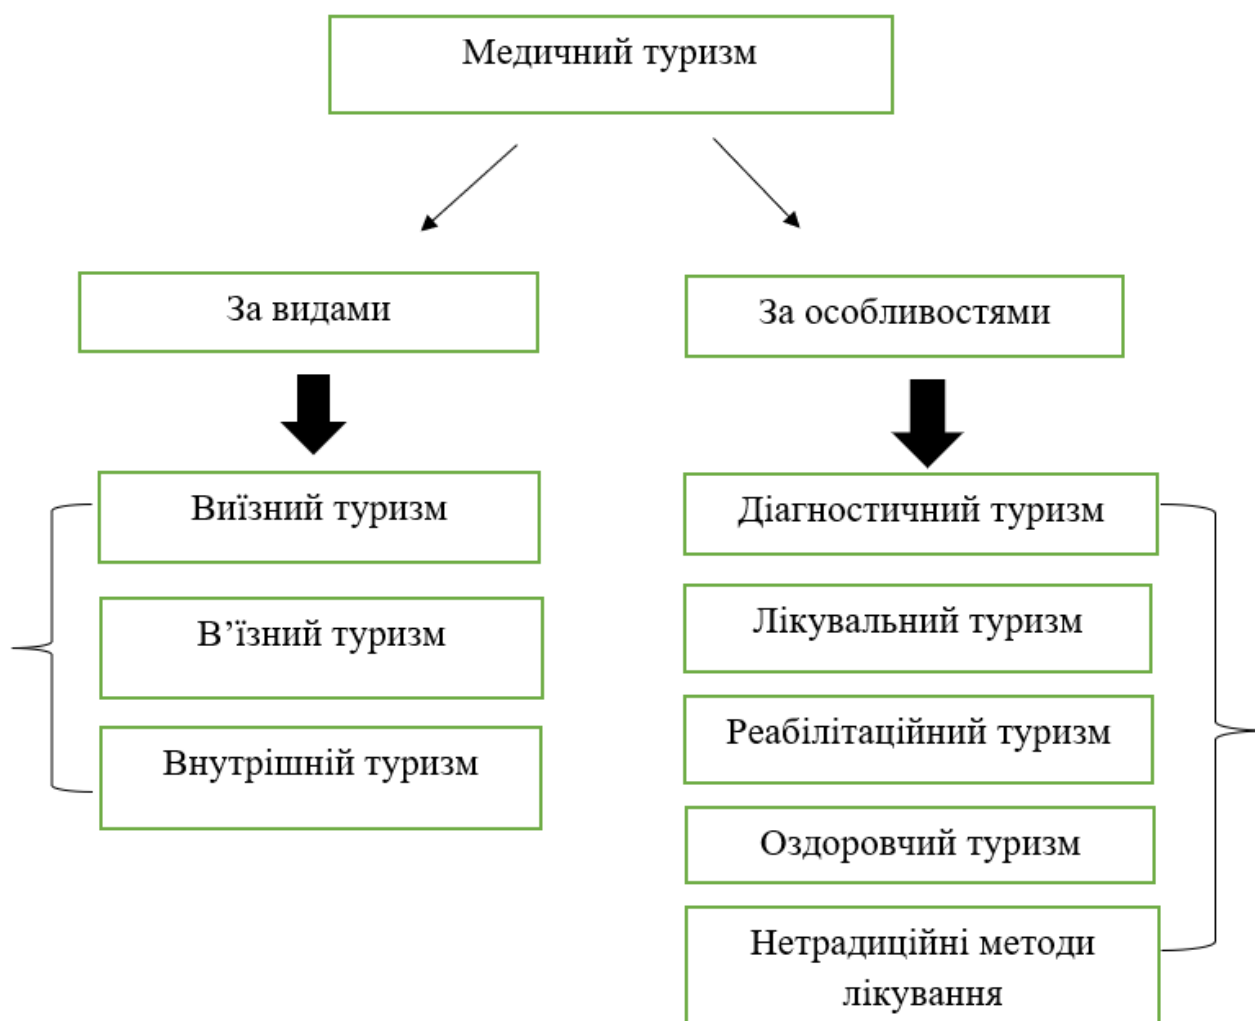 Медичний туризм
За видами
За особливостями
Виїзний туризм
В’їзний туризм
Внутрішній туризм
Діагностичний туризм
Лікувальний туризм
Реабілітаційний туризм
Оздоровчий туризм
Нетрадиційні методи
лікування